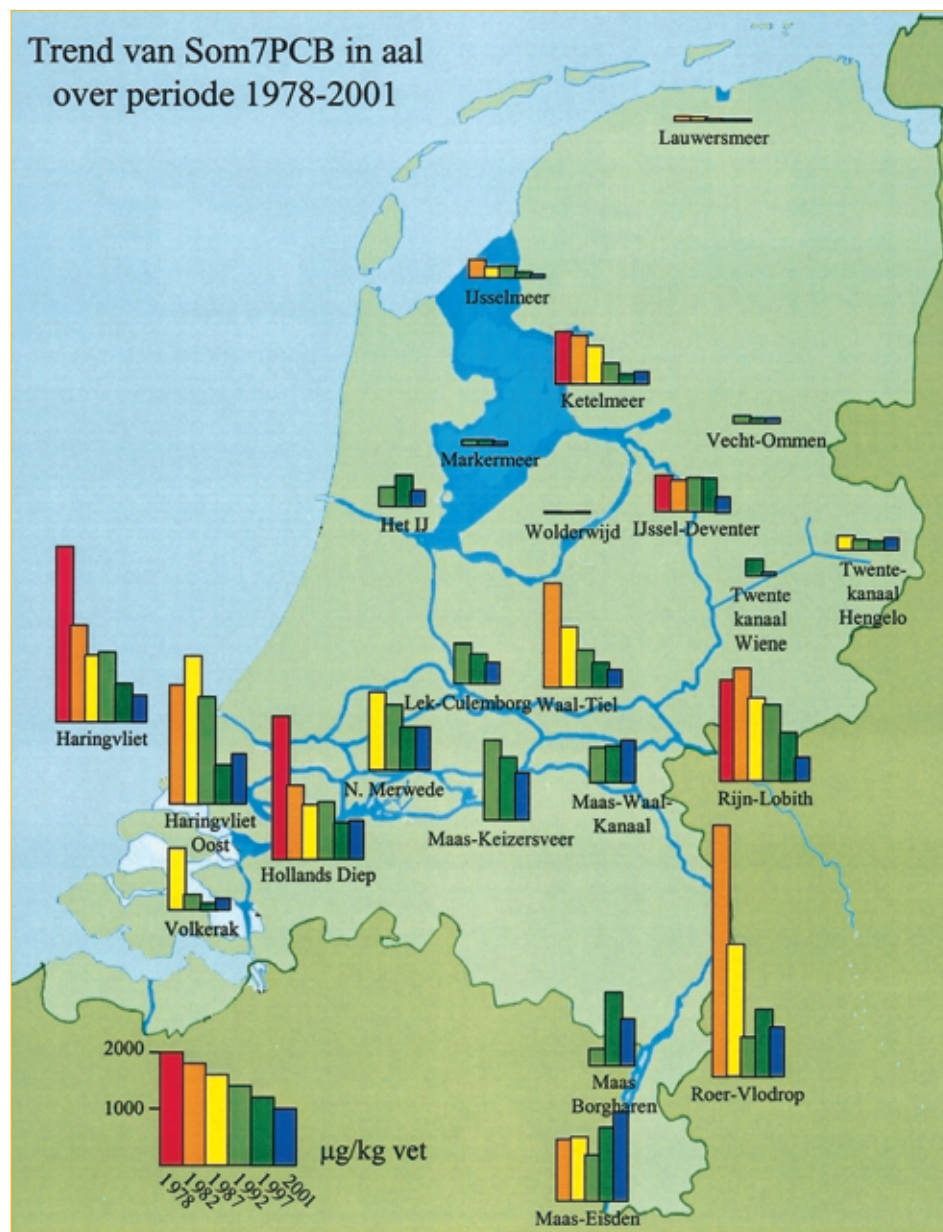 Trend van Som7PCB in aal
over periode 1978-2001
Lauwersmeer
IJsselmeer
Ketelmeer
Vecht-Ommen
Markermeer
Het IJ
Wolderwijd
IJssel-Deventer
Twente
kanaal
Wiene
Twente-
kanaal
Hengelo
Haringvliet
Lek-Culemborg
Waal-Tiel
Haringvliet
Oost
N. Merwede
Maas-Keizersveer
Maas-Waal-
Kanaal
Rijn-Lobith
Hollands Diep
Volkerak
Maas
Borgharen
Roer-Vlodrop
Maas-Eisden
2000
1000
µg/kg vet
1978
1982
1987
1992
1997
2001